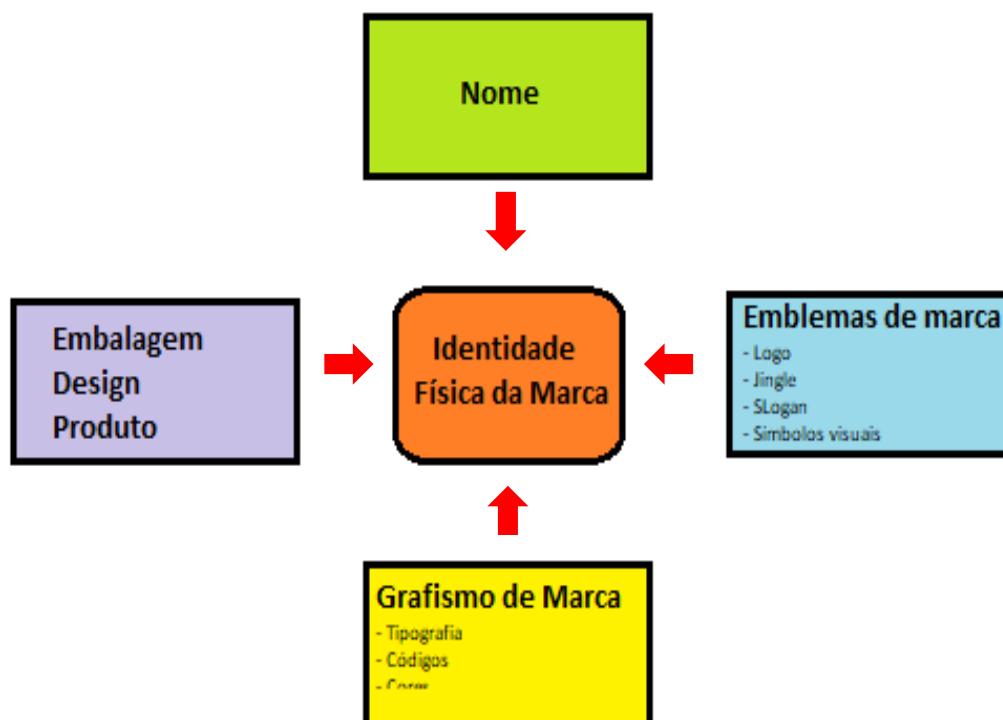 Nome
Embalagem
Design
Produto
Identidade
Física da Marca
Emblemas de marca
- Logo
- Jingle
- SLogan
- Simbolos visuais
Grafismo de Marca
- Tipografia
- Códigos
- Cores